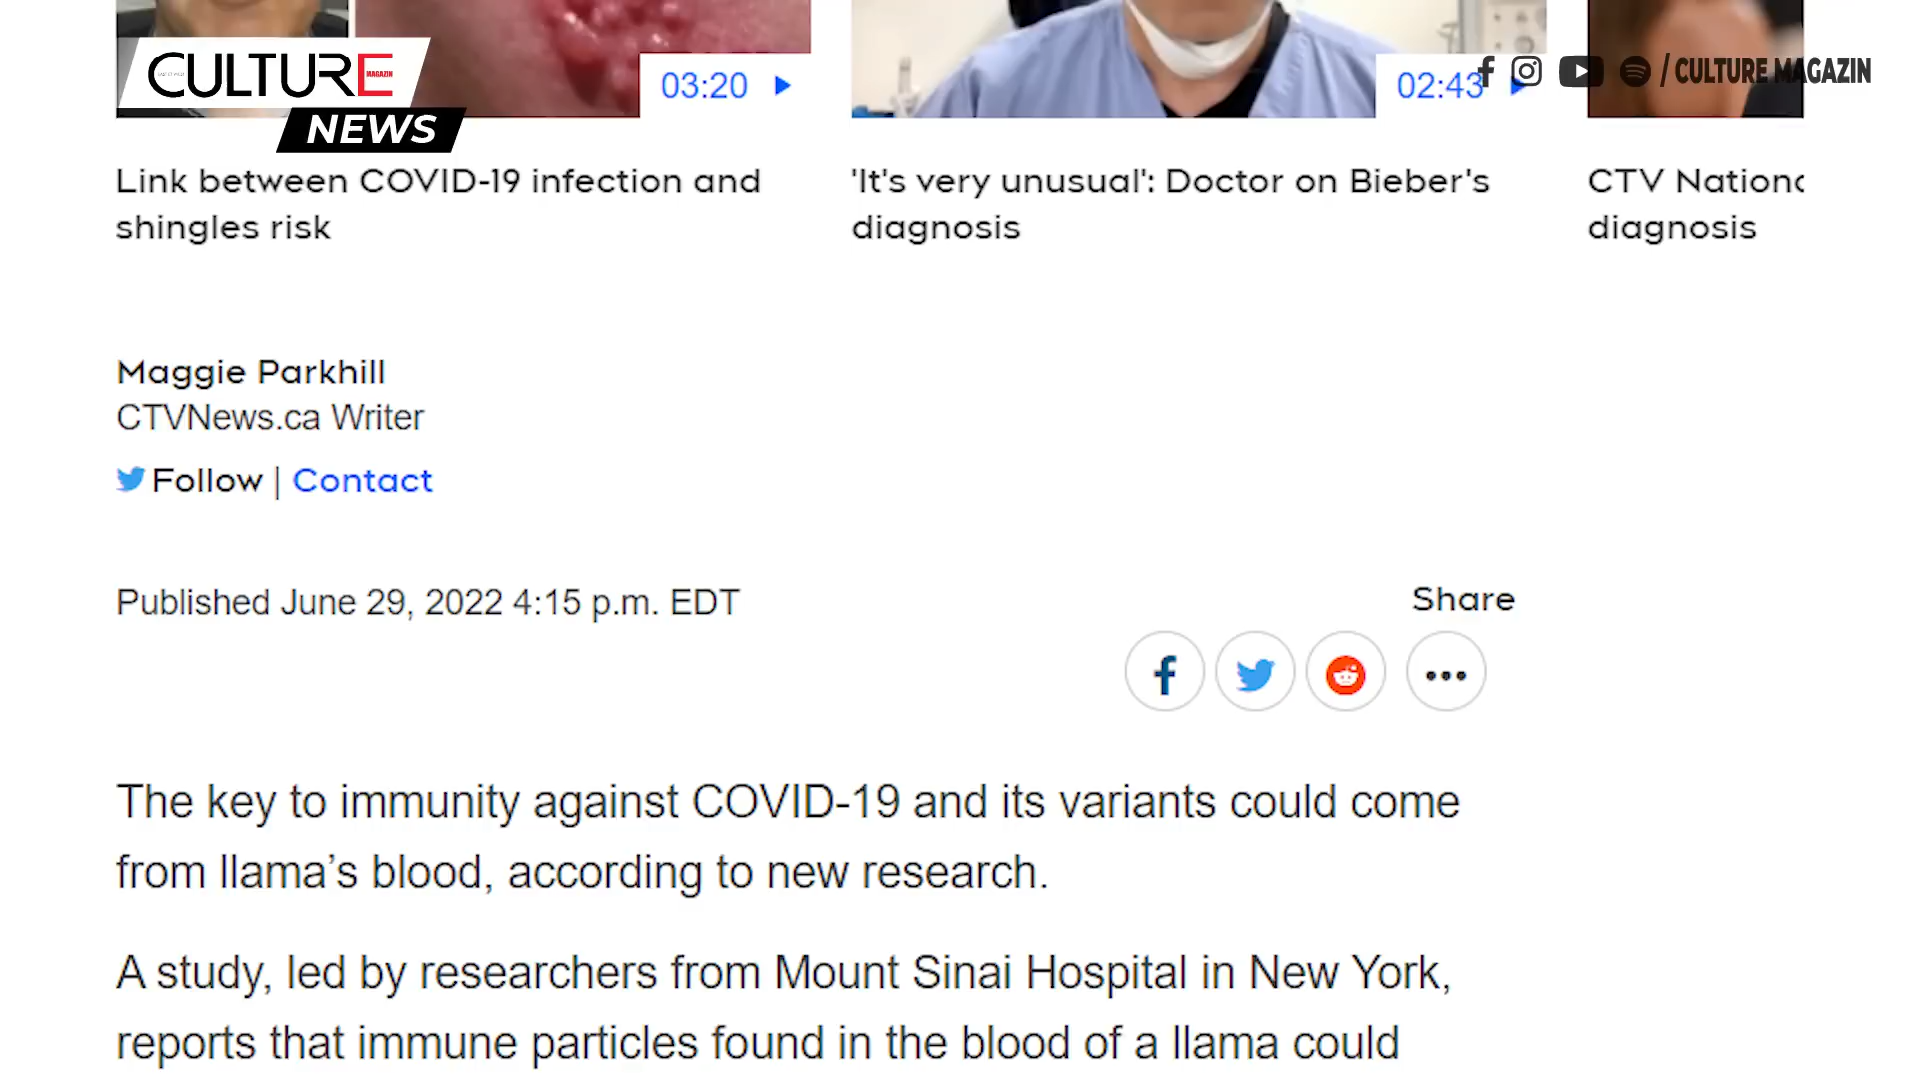 CULTURE
MAGAZIN
NEWS
03:20
02:43
/ CULTURE MAGAZIN
Link between COVID-19 infection and
shingles risk
'It's very unusual': Doctor on Bieber's
diagnosis
CTV Nationa
diagnosis
Maggie Parkhill
CTVNews.ca Writer
Follow | Contact
Published June 29, 2022 4:15 p.m. EDT
Share
The key to immunity against COVID-19 and its variants could come
from llama’s blood, according to new research.
A study, led by researchers from Mount Sinai Hospital in New York,
reports that immune particles found in the blood of a llama could